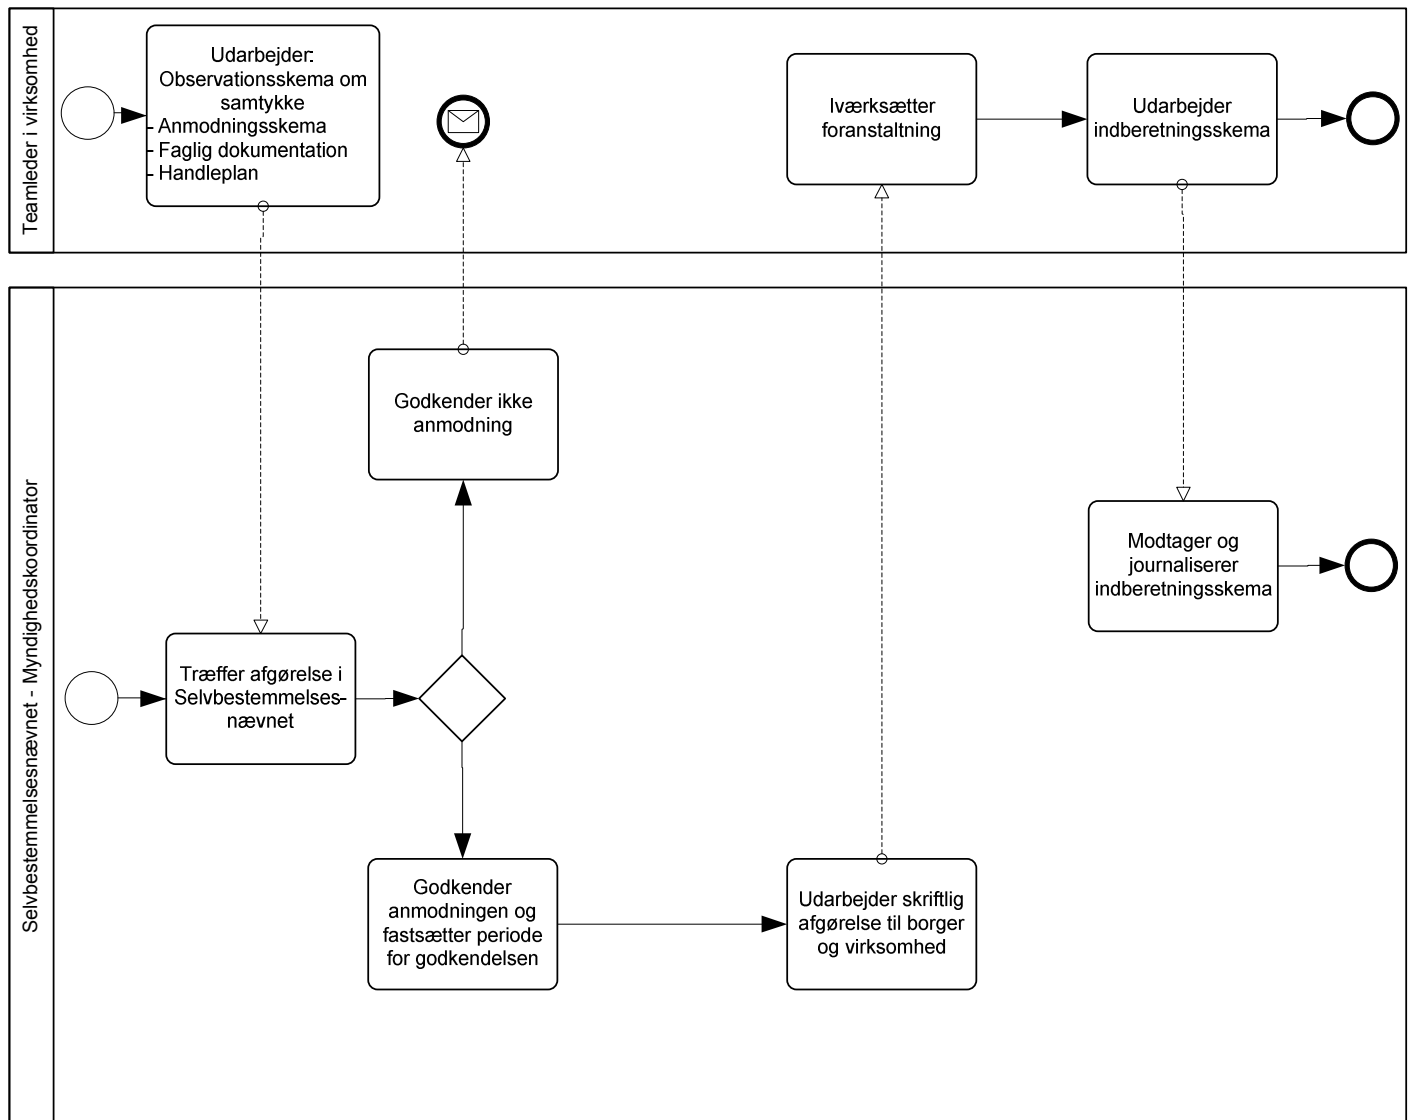 Teamleder i virksomhed
Udarbejder:
Observationsskema om
samtykke
- Anmodningsskema
- Faglig dokumentation
- Handleplan
Iværksætter
foranstaltning
Udarbejder
indberetningsskema
Selvbestemmelsesnævnet - Myndighedskoordinator
Godkender ikke
anmodning
Modtager og
journaliserer
indberetningsskema
Træffer afgørelse i
Selvbestemmelses-
nævnet
Godkender
anmodningen og
fastsætter periode
for godkendelsen
Udarbejder skriftlig
afgørelse til borger
og virksomhed